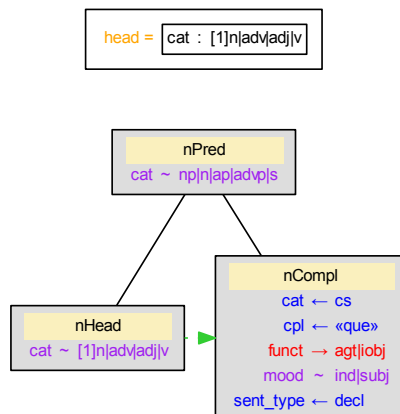 head = cat : [1]n|adv|adj|v
nPred
cat ~ np|n|ap|advp|s
nHead
cat ~ [1]n|adv|adj|v
nCompl
cat ← cs
cpl ← «que»
funct → agt|iobj
mood ~ ind|subj
sent_type ← decl